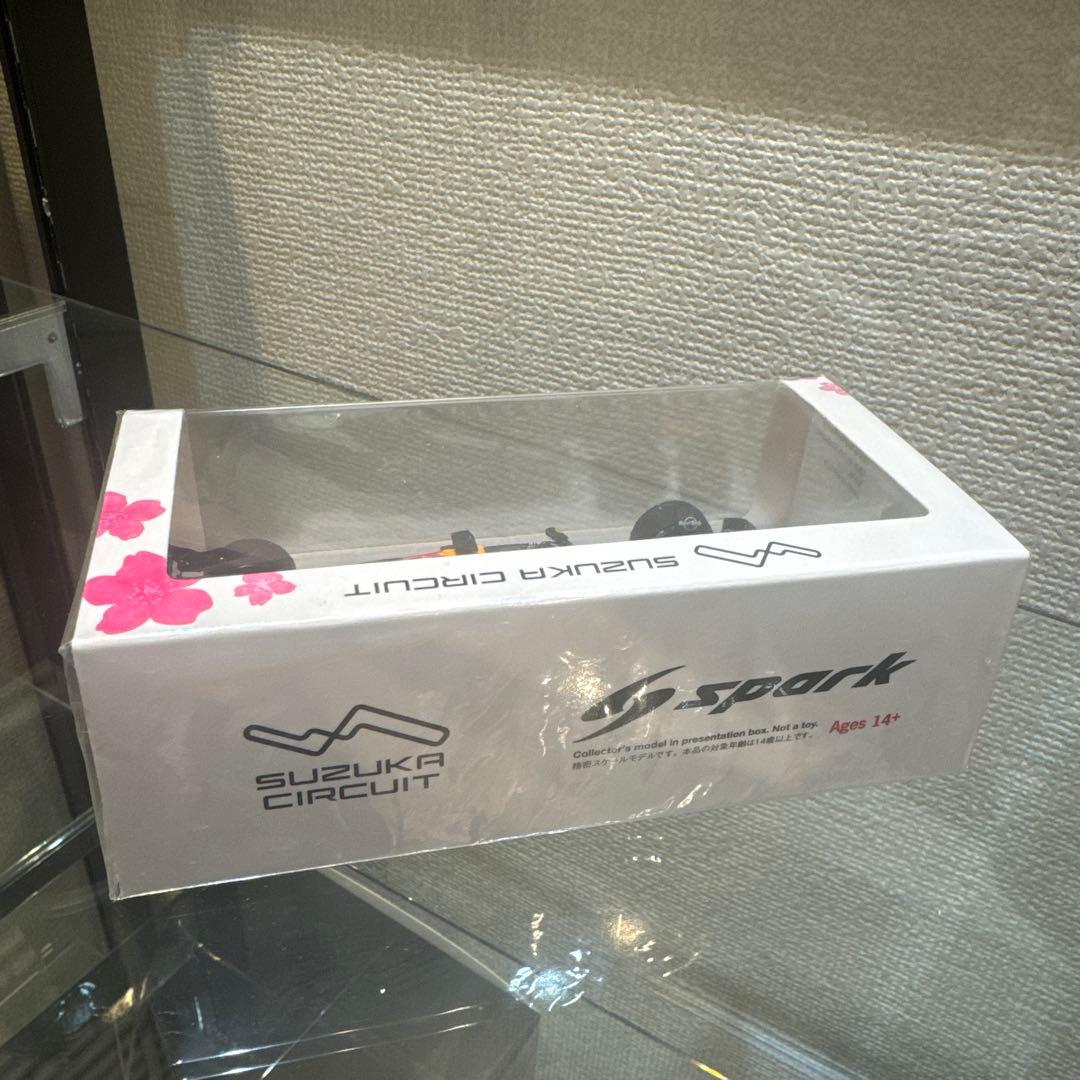 SUZUKA CIRCUIT
spark
Collector's model in presentation box. Not a toy.
精密スケールモデルです。本品の対象年齢は14歳以上です。
Ages 14+
SUZUKA
CIRCUIT